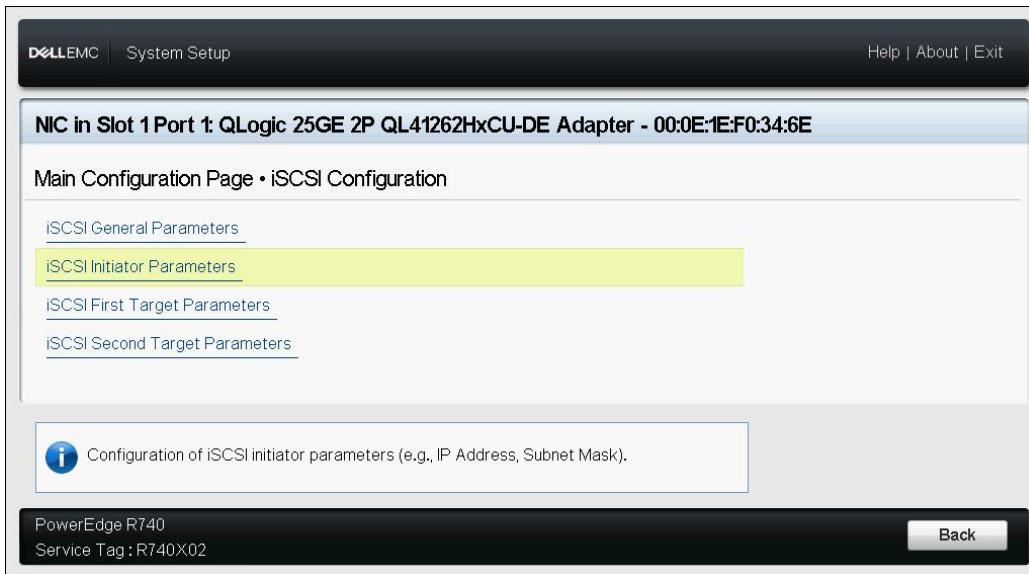 DELLEMC System Setup Help | About | Exit
NIC in Slot 1 Port 1: QLogic 25GE 2P QL41262HxCU-DE Adapter - 00:0E:1E:F0:34:6E
Main Configuration Page • iSCSI Configuration
iSCSI General Parameters
iSCSI Initiator Parameters
iSCSI First Target Parameters
iSCSI Second Target Parameters
Configuration of iSCSI initiator parameters (e.g., IP Address, Subnet Mask).
PowerEdge R740
Service Tag : R740X02
Back